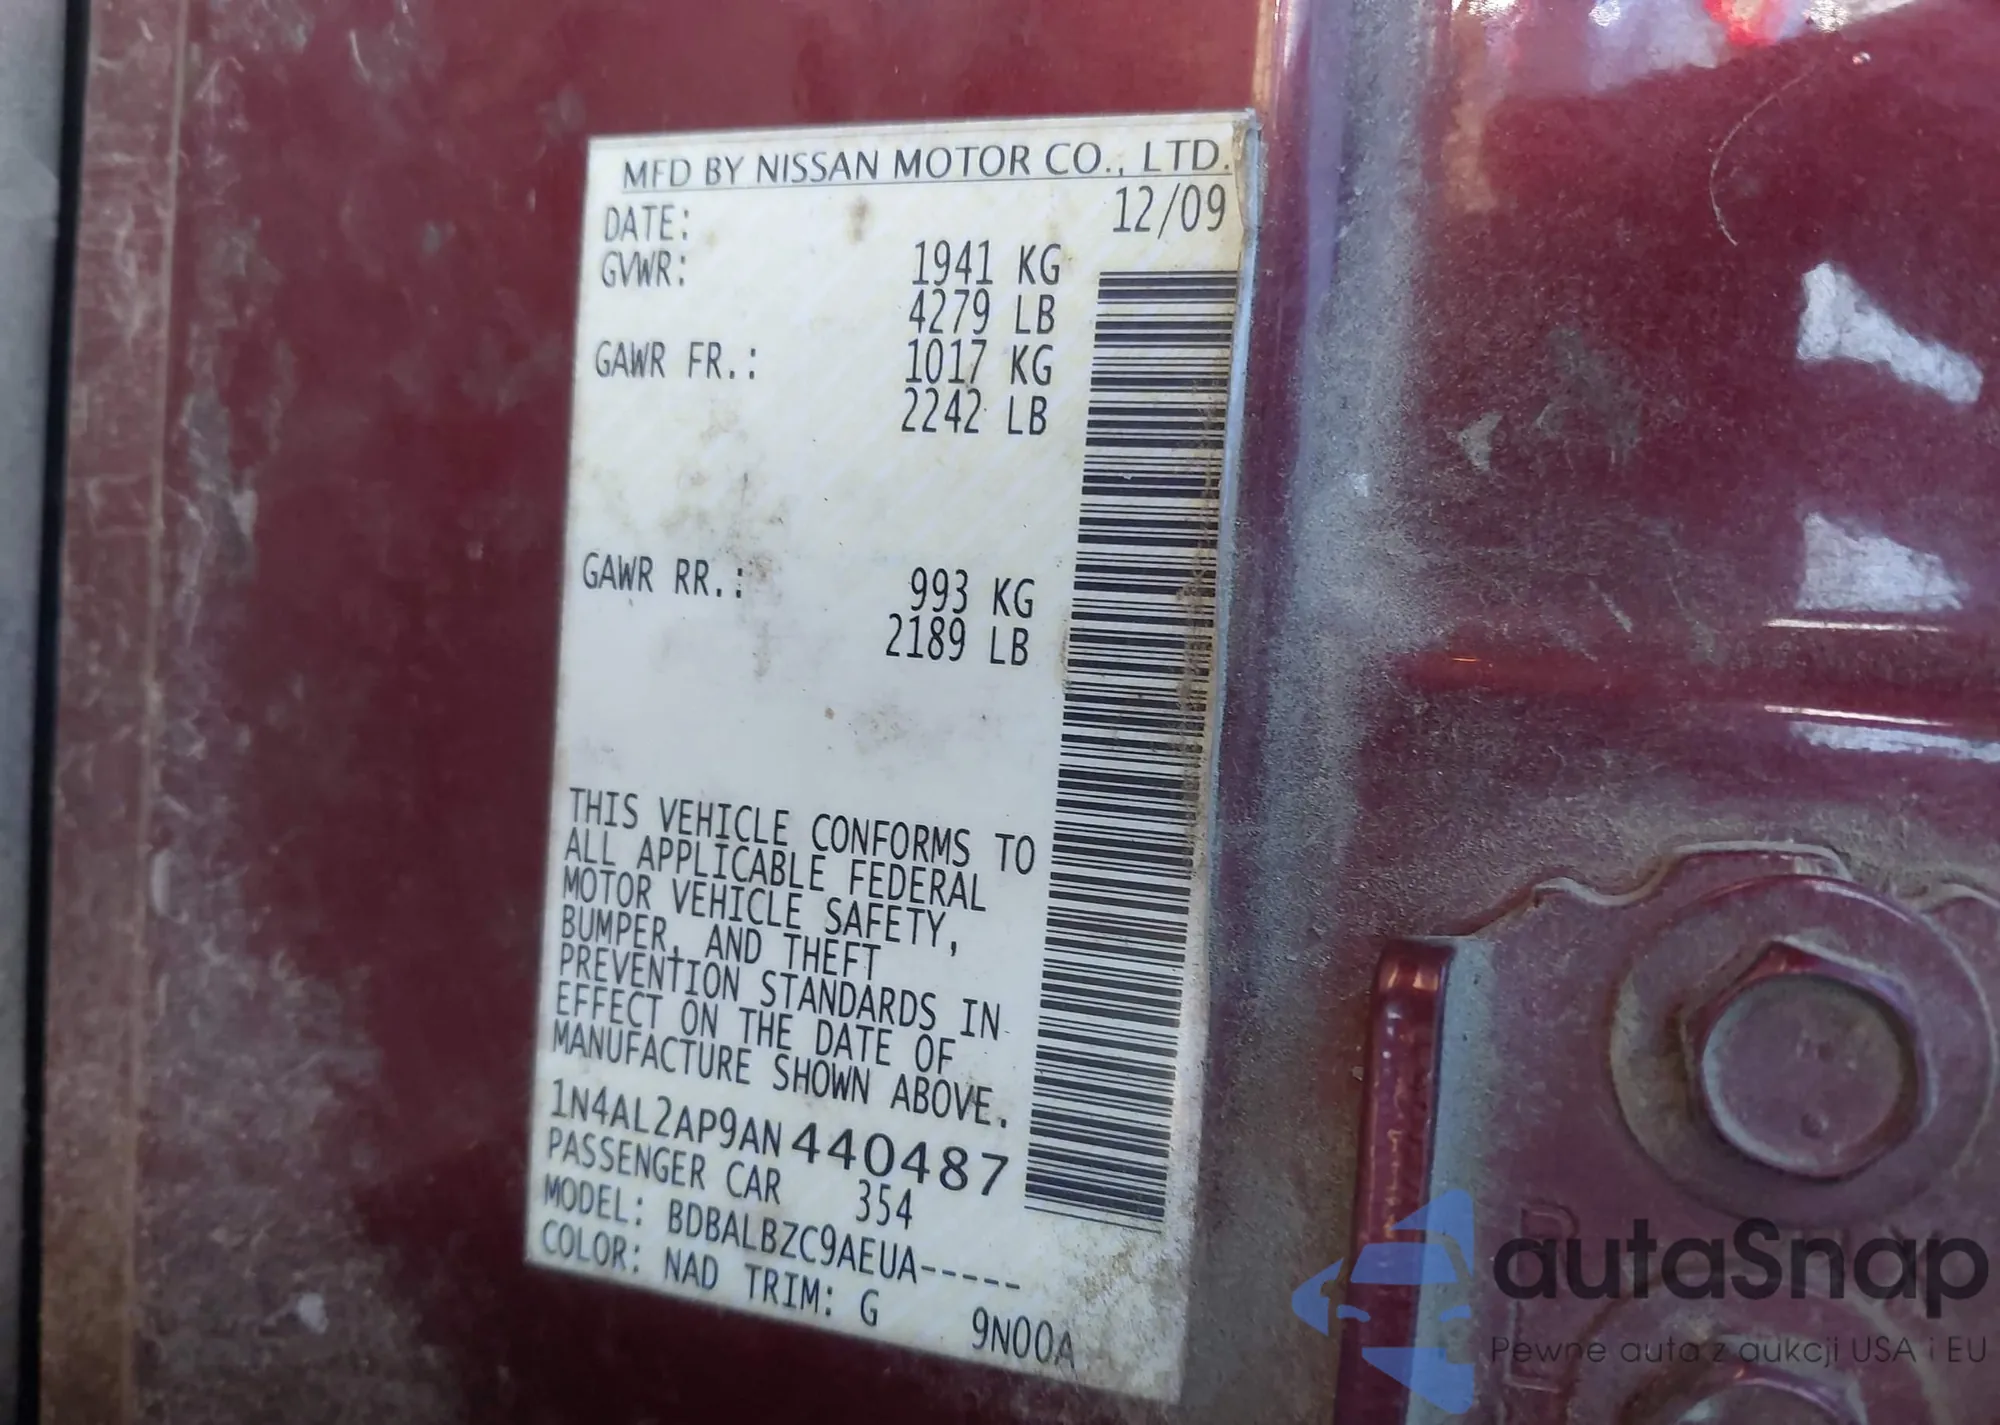 MFD BY NISSAN MOTOR CO., LTD.
DATE: 12/09
GVWR: 1941 KG
4279 LB
GAWR FR.: 1017 KG
2242 LB
GAWR RR.: 993 KG
2189 LB
THIS VEHICLE CONFORMS TO
ALL APPLICABLE FEDERAL
MOTOR VEHICLE SAFETY,
BUMPER, AND THEFT
PREVENTION STANDARDS IN
EFFECT ON THE DATE OF
MANUFACTURE SHOWN ABOVE.
1N4AL2AP9AN440487
PASSENGER CAR 354
MODEL: BDBALBZC9AEUA-----
COLOR: NAD TRIM: G 9N00A
autaSnap
Pewne auta z aukcji USA i EU